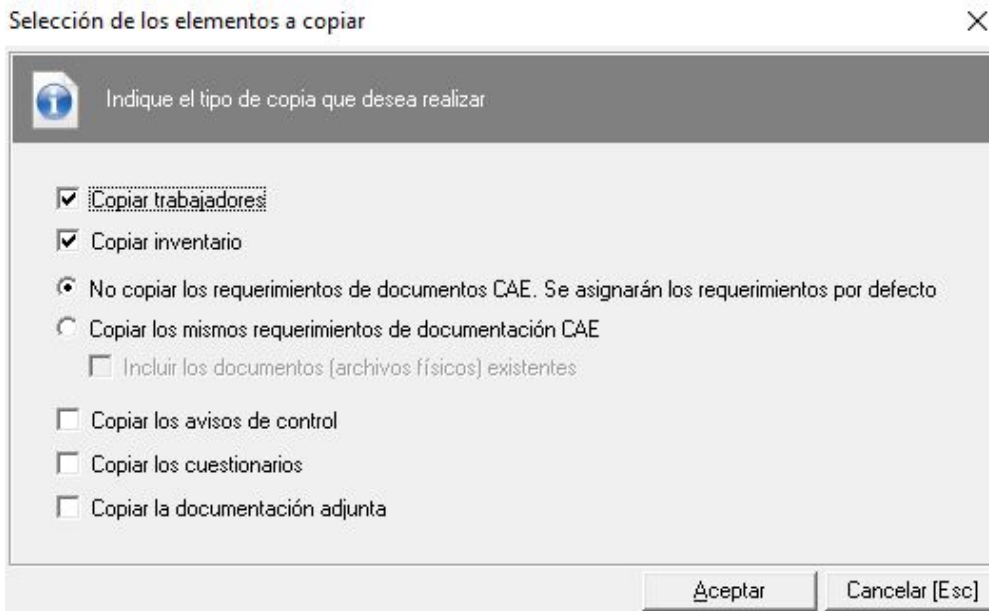 Selección de los elementos a copiar
Indique el tipo de copia que desea realizar
Copiar trabajadores
Copiar inventario
No copiar los requerimientos de documentos CAE. Se asignarán los requerimientos por defecto
Copiar los mismos requerimientos de documentación CAE
Incluir los documentos (archivos físicos) existentes
Copiar los avisos de control
Copiar los cuestionarios
Copiar la documentación adjunta
Aceptar Cancelar [Esc]